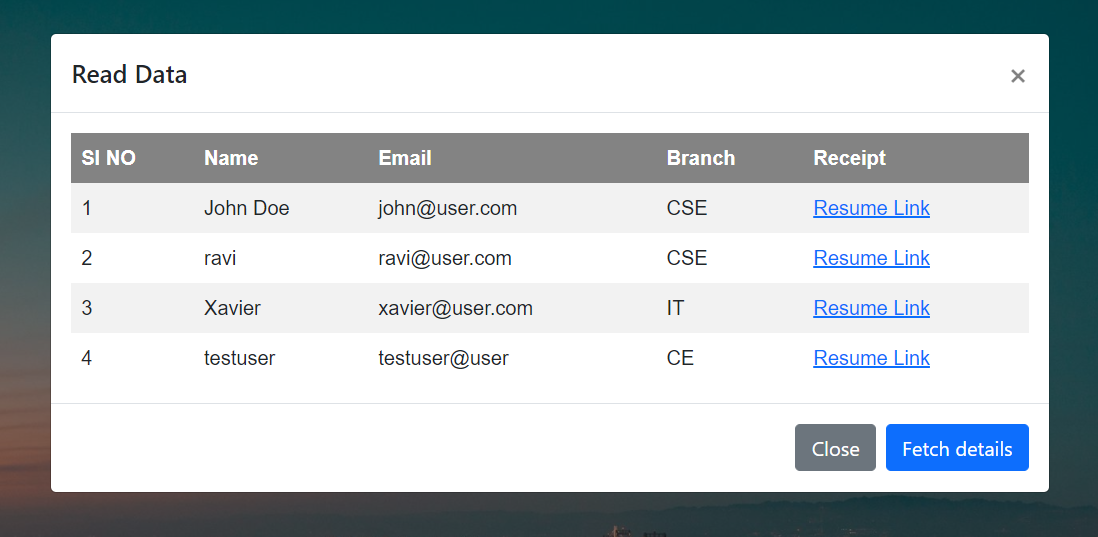 Read Data ×
Sl NO Name Email Branch Receipt
1 John Doe john@user.com CSE Resume Link
2 ravi ravi@user.com CSE Resume Link
3 Xavier xavier@user.com IT Resume Link
4 testuser testuser@user CE Resume Link
Close Fetch details